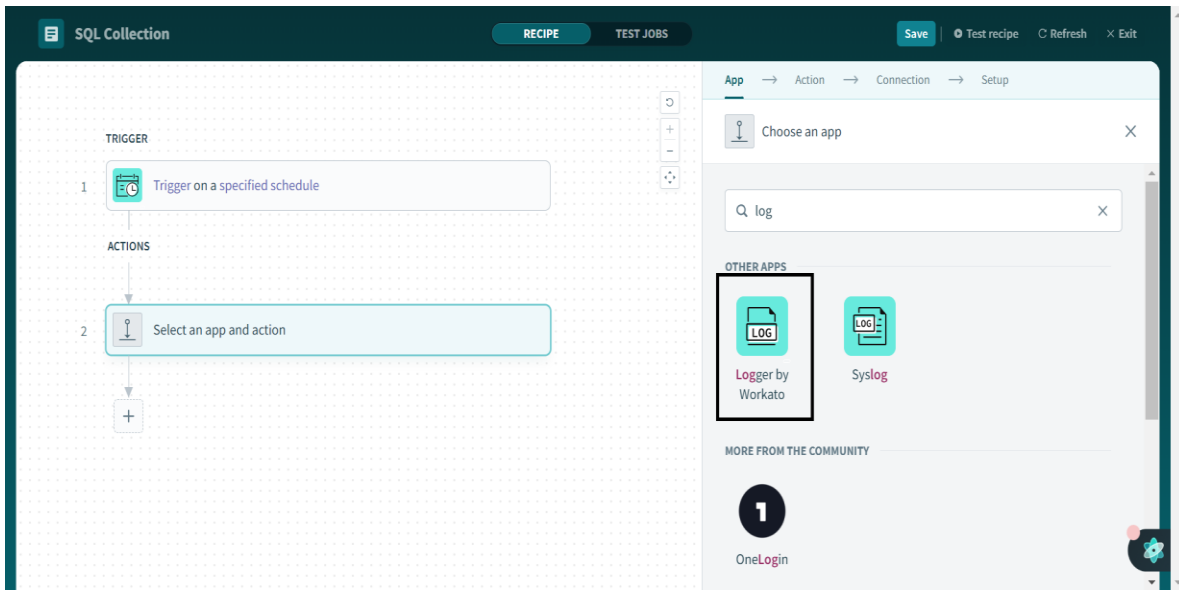 SQL Collection
RECIPE
TEST JOBS
Save
Test recipe
Refresh
Exit
TRIGGER
1
Trigger on a specified schedule
ACTIONS
2
Select an app and action
App → Action → Connection → Setup
Choose an app
log
OTHER APPS
LOG
Logger by
Workato
LOG
Syslog
MORE FROM THE COMMUNITY
1
OneLogin